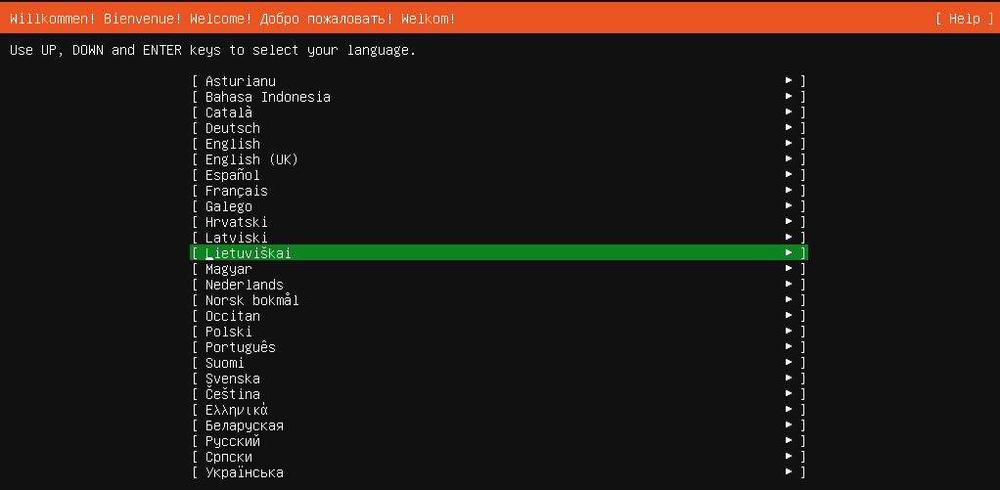 Willkommen! Bienvenue! Welcome! Добро пожаловать! Welkom! [ Help ]
Use UP, DOWN and ENTER keys to select your language.
[ Asturianu ► ]
[ Bahasa Indonesia ► ]
[ Català ► ]
[ Deutsch ► ]
[ English ► ]
[ English (UK) ► ]
[ Español ► ]
[ Français ► ]
[ Galego ► ]
[ Hrvatski ► ]
[ Latviski ► ]
[ Lietuviškai ► ]
[ Magyar ► ]
[ Nederlands ► ]
[ Norsk bokmål ► ]
[ Occitan ► ]
[ Polski ► ]
[ Português ► ]
[ Suomi ► ]
[ Svenska ► ]
[ Čeština ► ]
[ Ελληνικά ► ]
[ Беларуская ► ]
[ Русский ► ]
[ Српски ► ]
[ Українська ► ]